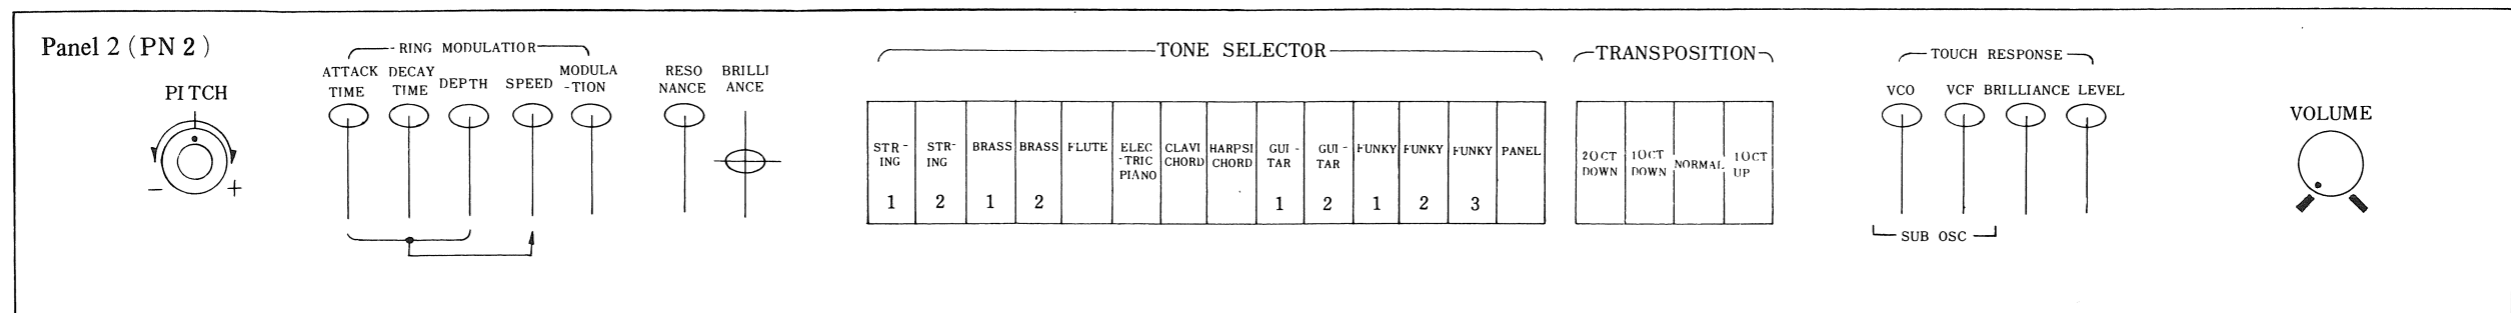 Panel 2 (PN 2)
RING MODULATIOR
TONE SELECTOR
TRANSPOSITION
TOUCH RESPONSE
PITCH
- +
ATTACK
TIME
DECAY
TIME
DEPTH
SPEED
MODULA
-TION
RESO
NANCE
BRILLI
ANCE
STR-
ING
1
STR-
ING
2
BRASS
1
BRASS
2
FLUTE
ELEC
-TRIC
PIANO
CLAVI
CHORD
HARPSI
CHORD
GUI-
TAR
1
GUI-
TAR
2
FUNKY
1
FUNKY
2
FUNKY
3
PANEL
2OCT
DOWN
1OCT
DOWN
NORMAL
1OCT
UP
VCO
VCF
BRILLIANCE
LEVEL
SUB OSC
VOLUME